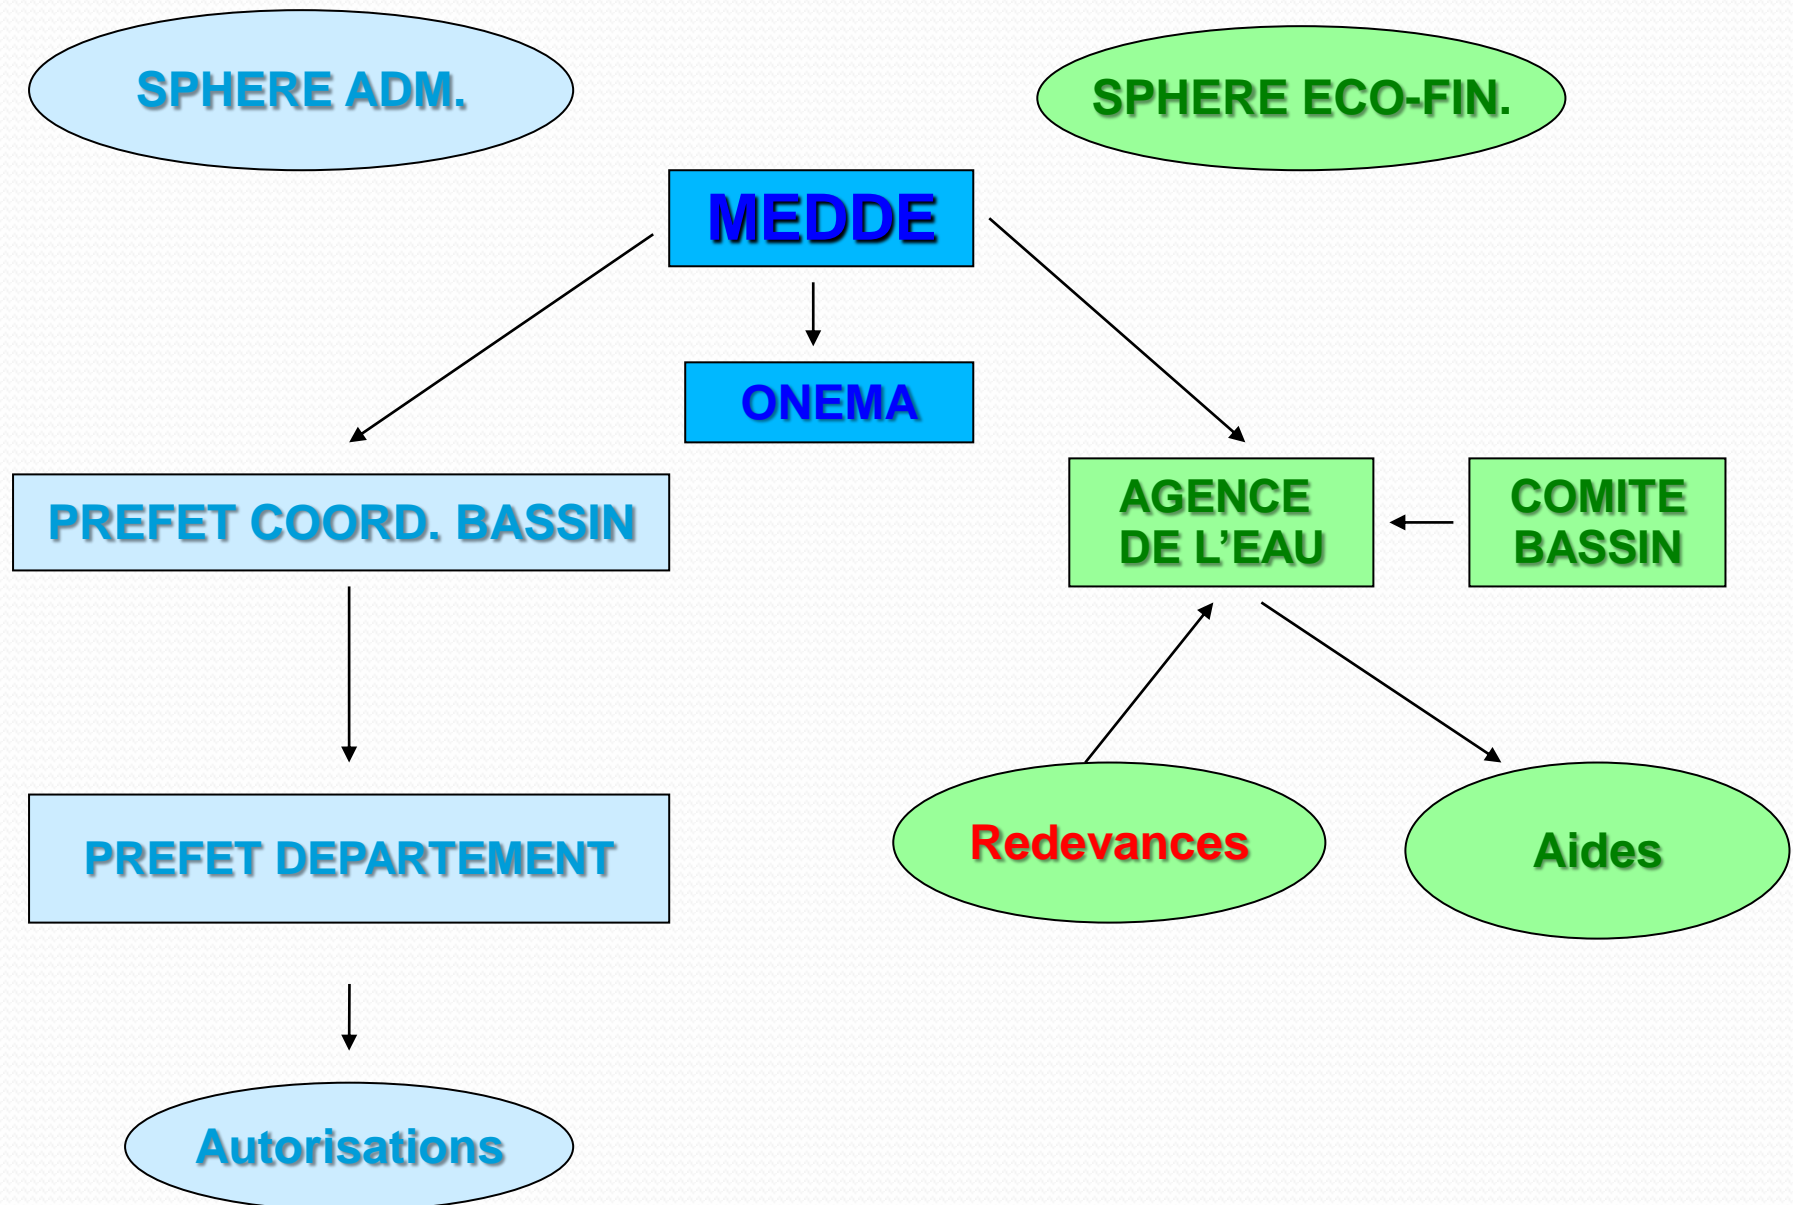 SPHERE ADM.
SPHERE ECO-FIN.
MEDDE
ONEMA
PREFET COORD. BASSIN
AGENCE
DE L’EAU
COMITE
BASSIN
PREFET DEPARTEMENT
Redevances
Aides
Autorisations